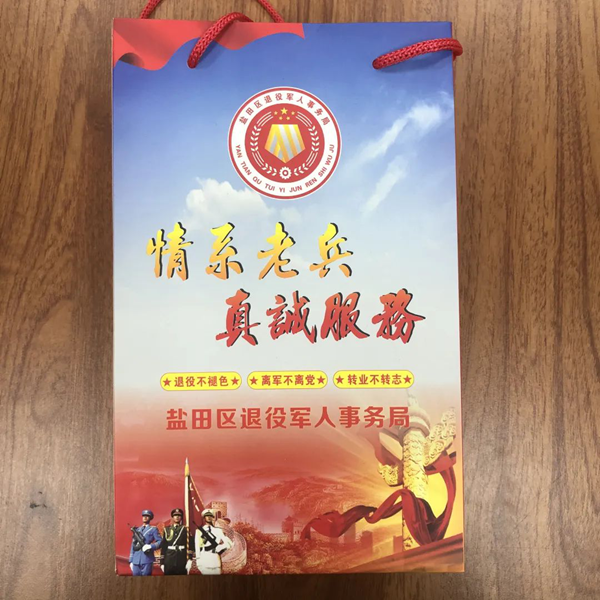 盐田区退役军人事务局
YAN TIAN QU TUI YI JUN REN SHI WU JU
情系老兵
真誠服務
★退役不褪色★ ★离军不离党★ ★转业不转志★
盐田区退役军人事务局